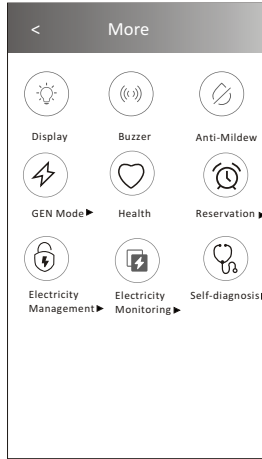 < More
Display Buzzer Anti-Mildew
GEN Mode▶ Health Reservation▶
Electricity Management▶
Electricity Monitoring▶
Self-diagnosis▶